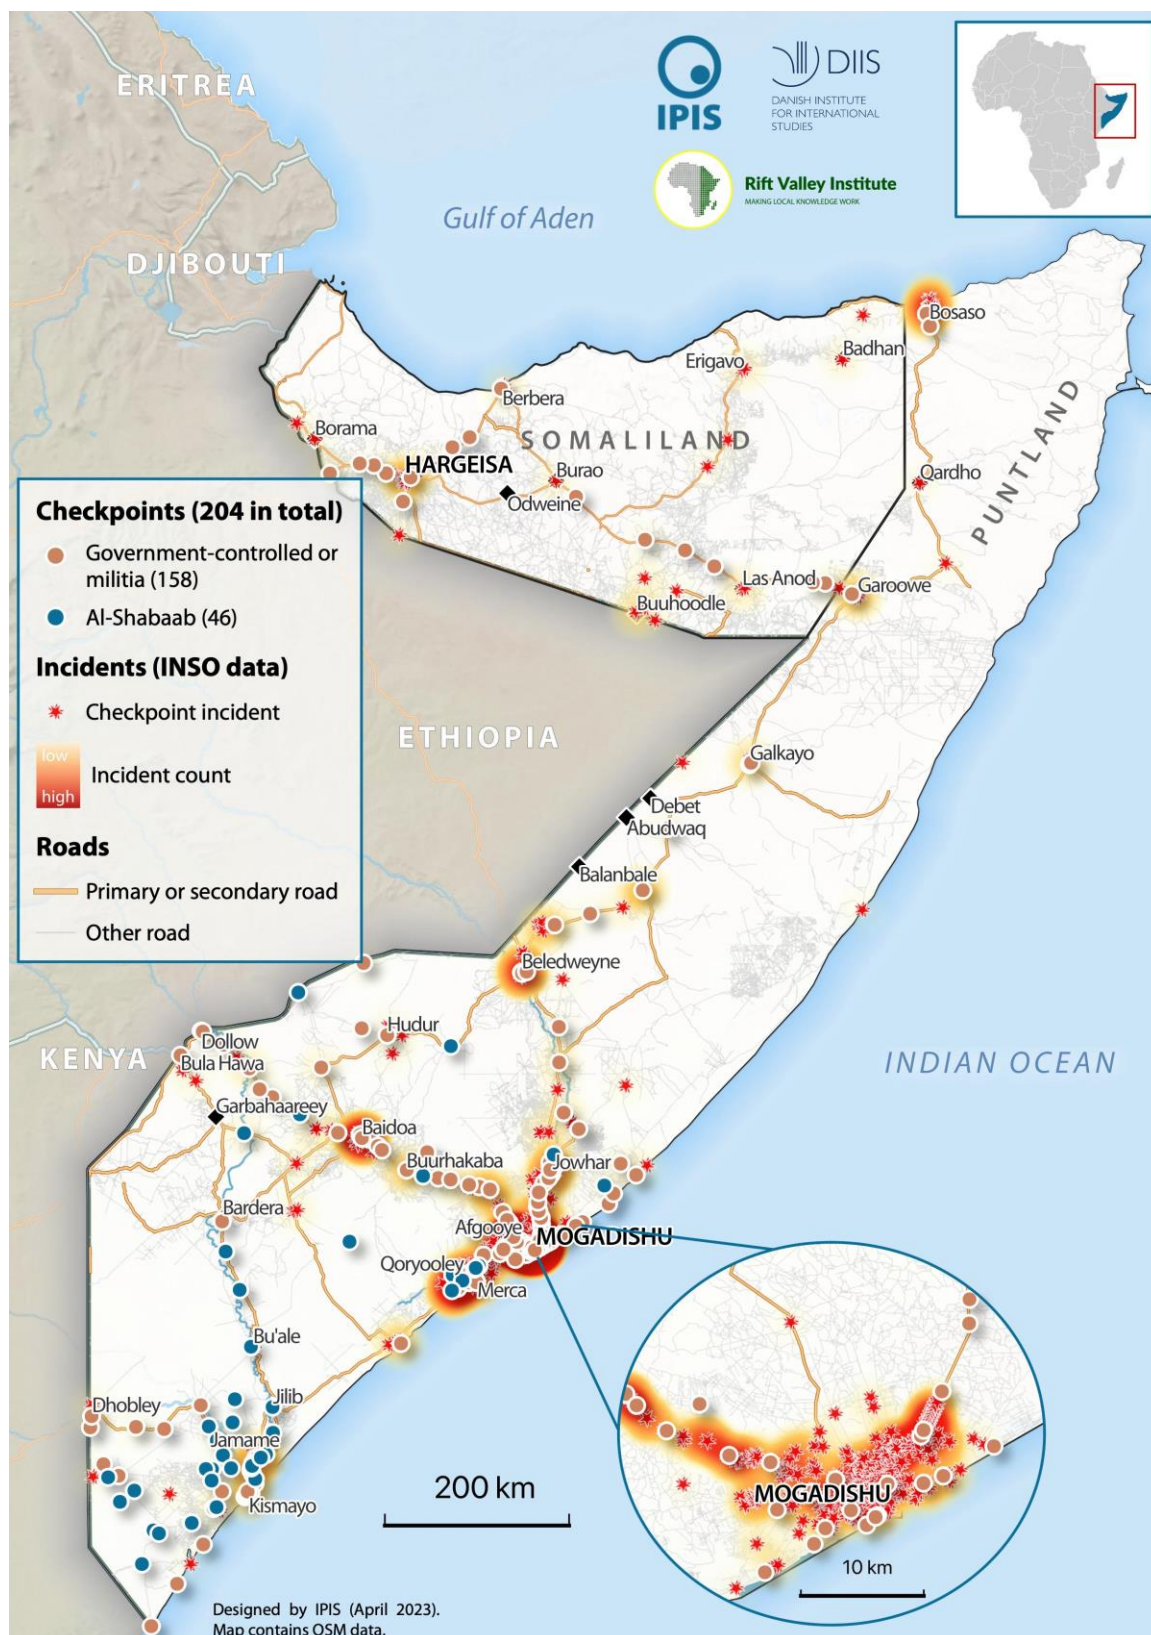 ERITREA
IPIS
DIIS
DANISH INSTITUTE
FOR INTERNATIONAL
STUDIES
Rift Valley Institute
MAKING LOCAL KNOWLEDGE WORK
Gulf of Aden
DJIBOUTI
Bosaso
Badhan
Erigavo
Berbera
Borama
SOMALILAND
HARGEISA
Burao
Odweine
Qardho
PUNTLAND
Las Anod
Garoowe
Buuhoodle
Checkpoints (204 in total)
Government-controlled or
militia (158)
Al-Shabaab (46)
Incidents (INSO data)
Checkpoint incident
low
high
Incident count
Roads
Primary or secondary road
Other road
ETHIOPIA
Galkayo
Debet
Abudwaq
Balanbale
Beledweyne
Hudur
KENYA
Dollow
Bula Hawa
Garbahaareey
INDIAN OCEAN
Baidoa
Buurhakaba
Jowhar
Bardera
Afgooye
MOGADISHU
Qoryooley
Merca
Bu'ale
Jilib
Dhobley
Jamame
Kismayo
200 km
MOGADISHU
10 km
Designed by IPIS (April 2023).
Map contains OSM data.